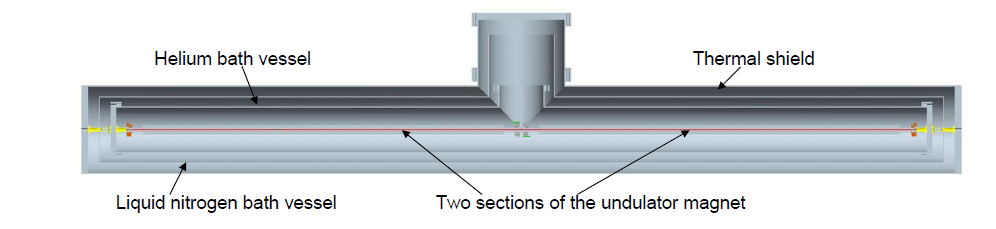 Helium bath vessel
Thermal shield
Liquid nitrogen bath vessel
Two sections of the undulator magnet